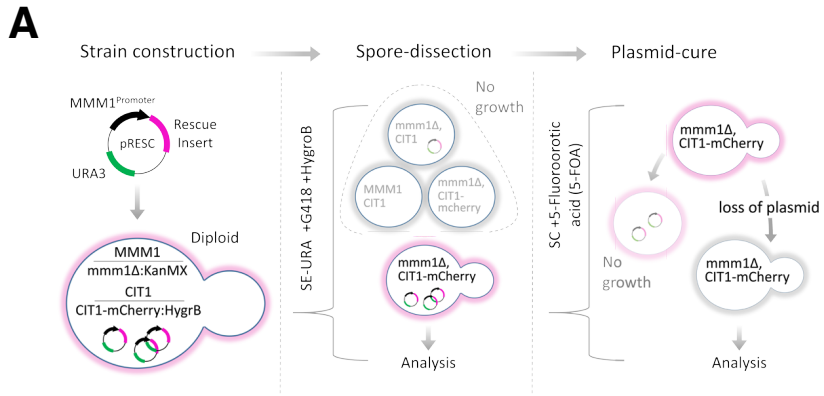 A
Strain construction
Spore-dissection
Plasmid-cure
MMM1Promoter
Rescue
Insert
pRESC
URA3
Diploid
MMM1
mmm1Δ:KanMX
CIT1
CIT1-mCherry:HygrB
SE-URA +G418 +HygroB
No
growth
mmm1Δ,
CIT1
MMM1
CIT1
mmm1Δ,
CIT1-
mcherry
mmm1Δ,
CIT1-mCherry
Analysis
SC +5-Fluoroorotic
acid (5-FOA)
mmm1Δ,
CIT1-mCherry
loss of plasmid
No
growth
mmm1Δ,
CIT1-mCherry
Analysis